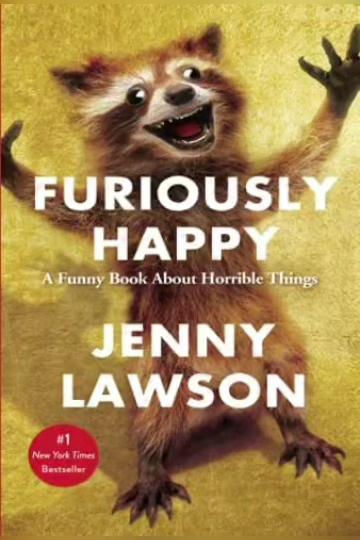 FURIOUSLY
HAPPY
A Funny Book About Horrible Things
JENNY
LAWSON
#1
New York Times
Bestseller